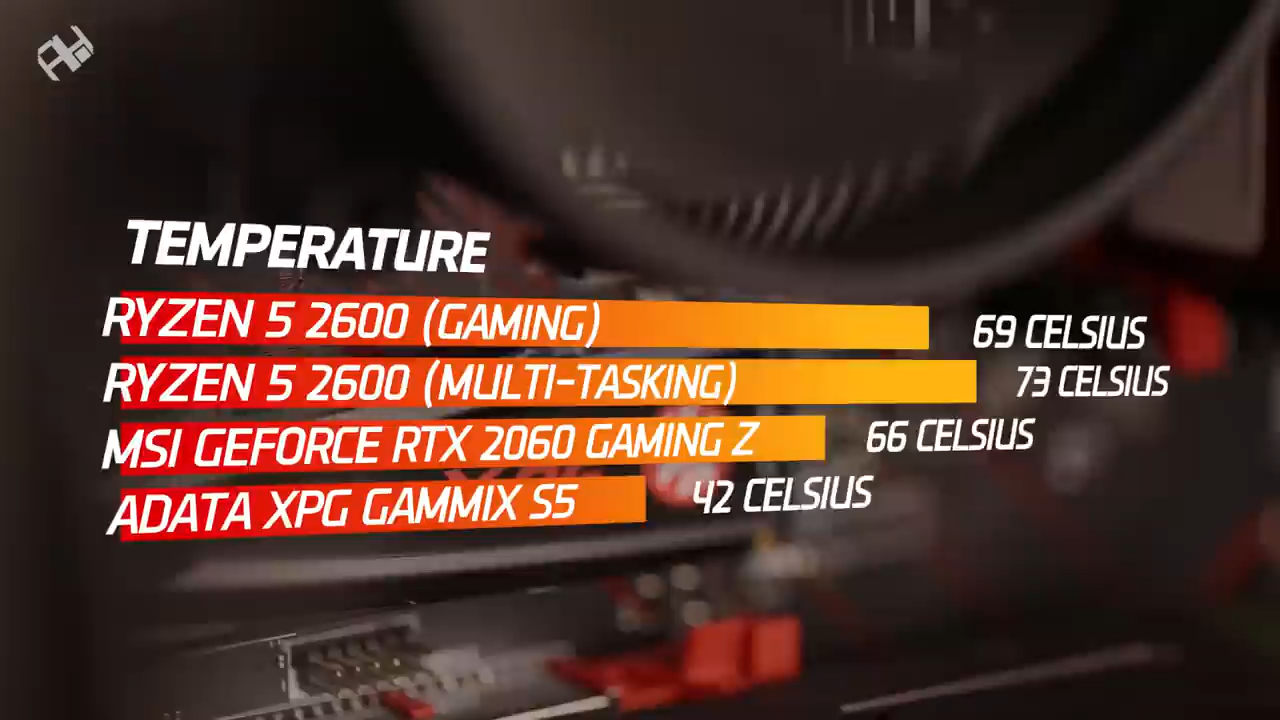 TEMPERATURE
RYZEN 5 2600 (GAMING) 69 CELSIUS
RYZEN 5 2600 (MULTI-TASKING) 73 CELSIUS
MSI GEFORCE RTX 2060 GAMING Z 66 CELSIUS
ADATA XPG GAMMIX S5 42 CELSIUS